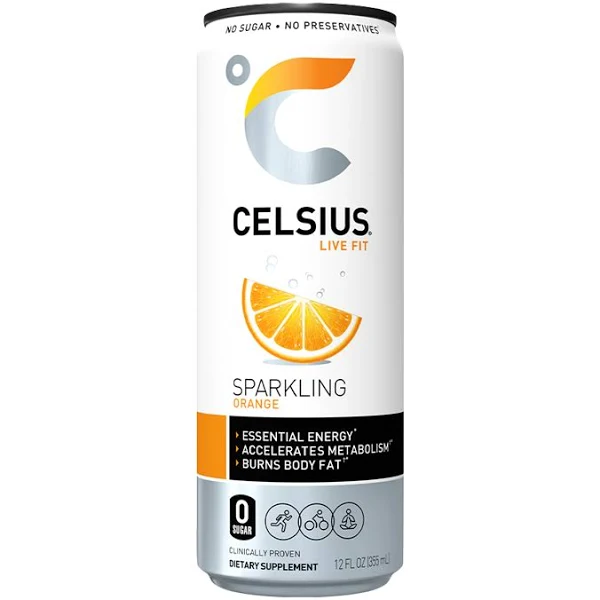 NO SUGAR • NO PRESERVATIVES*
CELSIUS®
LIVE FIT
SPARKLING
ORANGE
› ESSENTIAL ENERGY*
› ACCELERATES METABOLISM*†
› BURNS BODY FAT†*
0
SUGAR
CLINICALLY PROVEN
DIETARY SUPPLEMENT
12 FL OZ (355 mL)